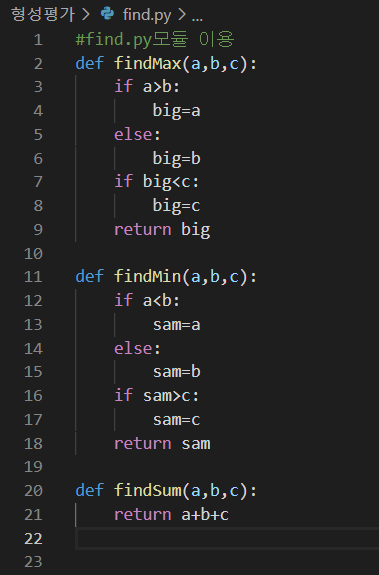 형성평가 > find.py > ...
1 #find.py모듈 이용
2 def findMax(a,b,c):
3     if a>b:
4         big=a
5     else:
6         big=b
7     if big<c:
8         big=c
9     return big
10
11 def findMin(a,b,c):
12     if a<b:
13         sam=a
14     else:
15         sam=b
16     if sam>c:
17         sam=c
18     return sam
19
20 def findSum(a,b,c):
21     return a+b+c
22
23